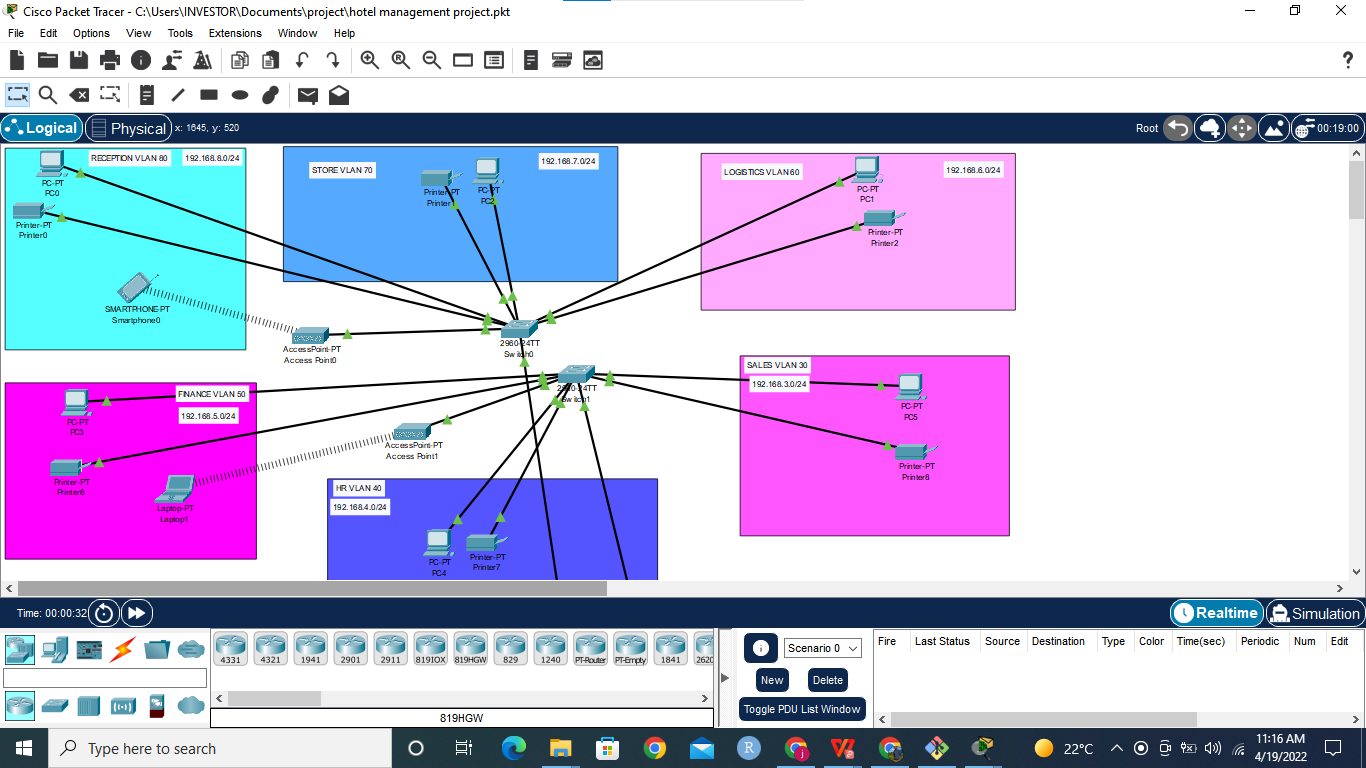 Cisco Packet Tracer - C:\Users\INVESTOR\Documents\project\hotel management project.pkt
File Edit Options View Tools Extensions Window Help
Logical Physical x: 1645, y: 520 Root 00:19:00
RECEPTION VLAN 80 192.168.8.0/24
PC-PT
PC0
Printer-PT
Printer0
SMARTPHONE-PT
Smartphone0
STORE VLAN 70 192.168.7.0/24
Printer-PT
Printer1
PC-PT
PC2
LOGISTICS VLAN 60 192.168.6.0/24
PC-PT
PC1
Printer-PT
Printer2
AccessPoint-PT
Access Point0
2960-24TT
Switch0
2960-24TT
Switch1
FINANCE VLAN 50
192.168.5.0/24
PC-PT
PC3
Printer-PT
Printer6
Laptop-PT
Laptop1
AccessPoint-PT
Access Point1
HR VLAN 40
192.168.4.0/24
PC-PT
PC4
Printer-PT
Printer7
SALES VLAN 30
192.168.3.0/24
PC-PT
PC5
Printer-PT
Printer8
Time: 00:00:32 Realtime Simulation
4331 4321 1941 2901 2911 819IOX 819HGW 829 1240 PT-Router PT-Empty 1841 2620
819HGW
Scenario 0
New Delete
Toggle PDU List Window
Fire Last Status Source Destination Type Color Time(sec) Periodic Num Edit
Type here to search
22°C
11:16 AM
4/19/2022